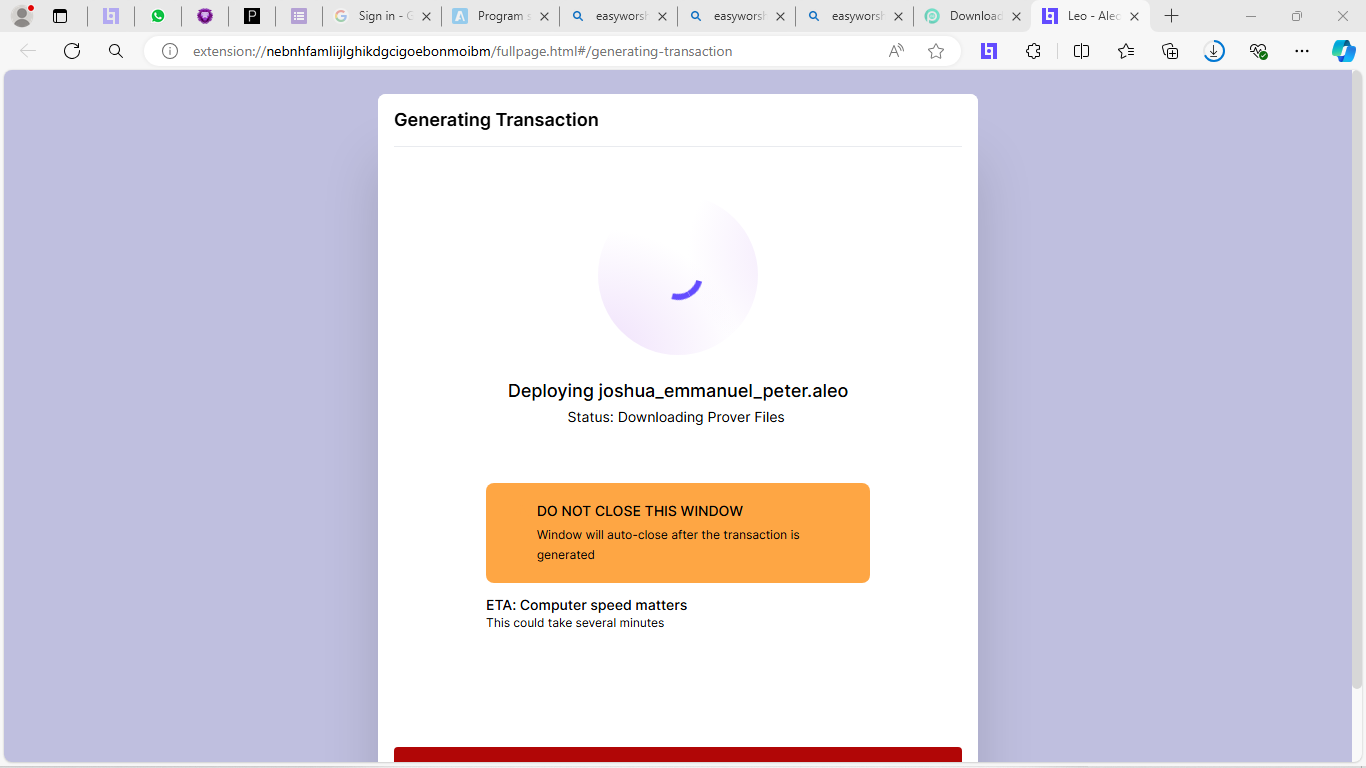 Sign in - G
Program s
easywors
easywors
easywors
Download
Leo - Aleo
extension://nebnhfamliijlghikdgcigoebonmoibm/fullpage.html#/generating-transaction
Generating Transaction
Deploying joshua_emmanuel_peter.aleo
Status: Downloading Prover Files
DO NOT CLOSE THIS WINDOW
Window will auto-close after the transaction is
generated
ETA: Computer speed matters
This could take several minutes